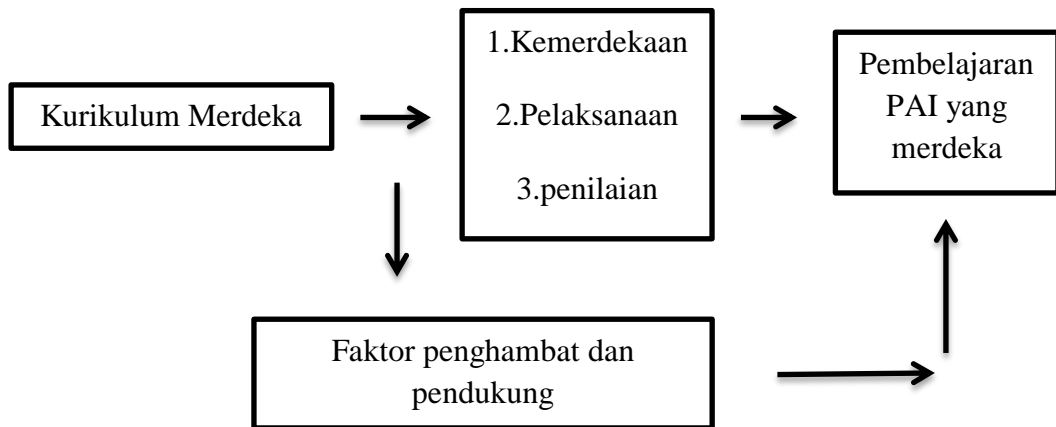 Kurikulum Merdeka
1.Kemerdekaan
2.Pelaksanaan
3.penilaian
Pembelajaran
PAI yang
merdeka
Faktor penghambat dan
pendukung